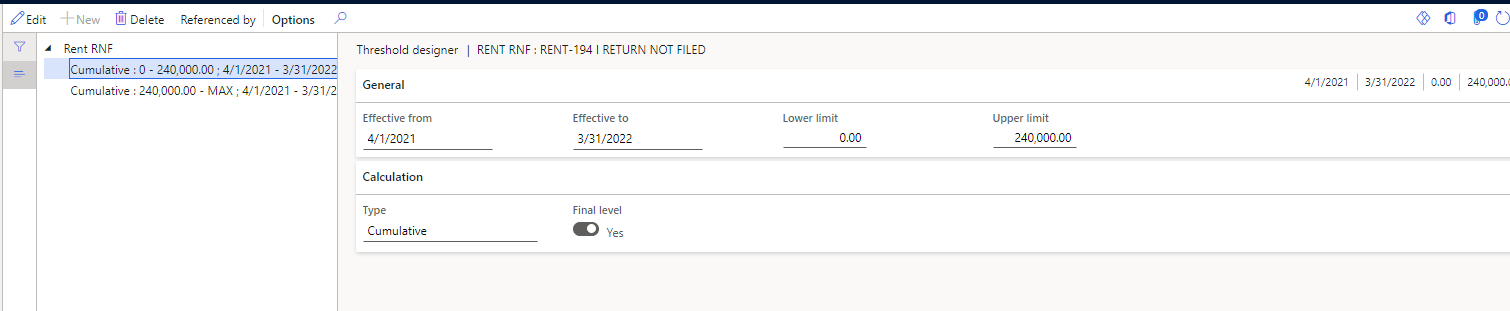 Edit New Delete Referenced by Options
0
Rent RNF
Cumulative : 0 - 240,000.00 ; 4/1/2021 - 3/31/2022
Cumulative : 240,000.00 - MAX ; 4/1/2021 - 3/31/2
Threshold designer | RENT RNF : RENT-194 I RETURN NOT FILED
General 4/1/2021 3/31/2022 0.00 240,000.0
Effective from Effective to Lower limit Upper limit
4/1/2021 3/31/2022 0.00 240,000.00
Calculation
Type Final level
Cumulative Yes